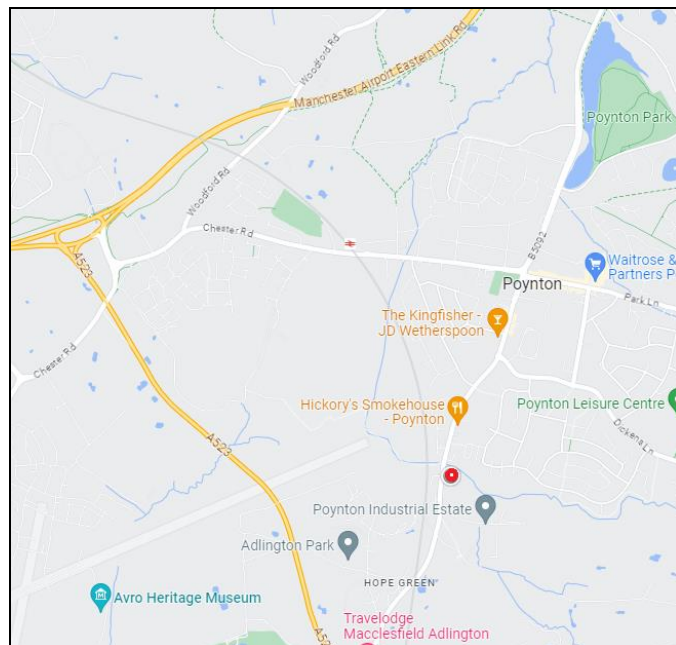 Woodford Rd
Manchester Airport Eastern Link Rd
Poynton Park
Woodford Rd
Chester Rd
B5092
A523
Waitrose &
Partners P
Poynton
Park Ln
The Kingfisher -
JD Wetherspoon
Chester Rd
Hickory's Smokehouse
- Poynton
Poynton Leisure Centre
Dickens Ln
A523
Poynton Industrial Estate
Adlington Park
HOPE GREEN
Avro Heritage Museum
Travelodge
Macclesfield Adlington
A52